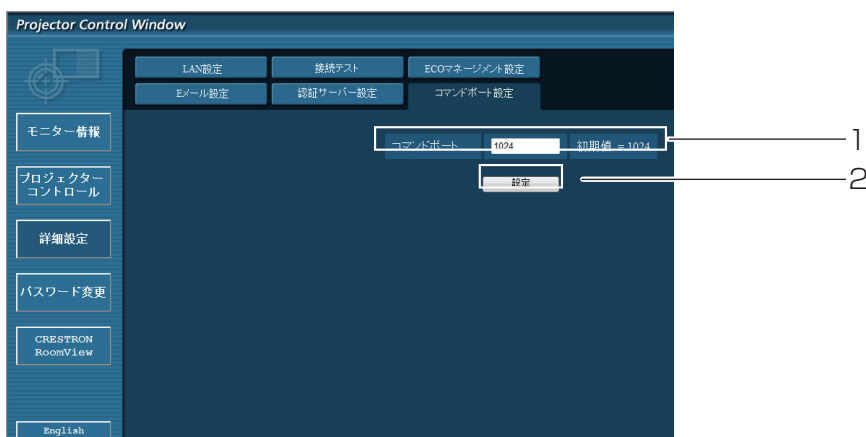 Projector Control Window
LAN設定 接続テスト ECOマネージメント設定
Eメール設定 認証サーバー設定 コマンドポート設定
モニター情報
コマンドポート 1024 初期値 = 1024
1
設定
2
プロジェクター
コントロール
詳細設定
パスワード変更
CRESTRON
RoomView
English